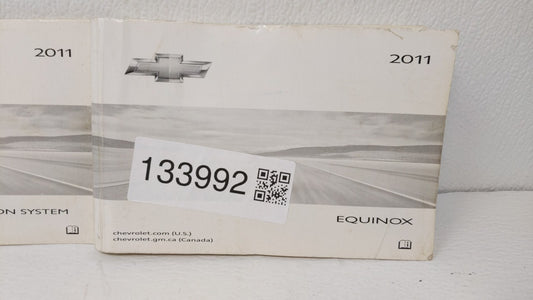 2011
ON SYSTEM
2011
133992
EQUINOX
chevrolet.com (U.S.)
chevrolet.gm.ca (Canada)